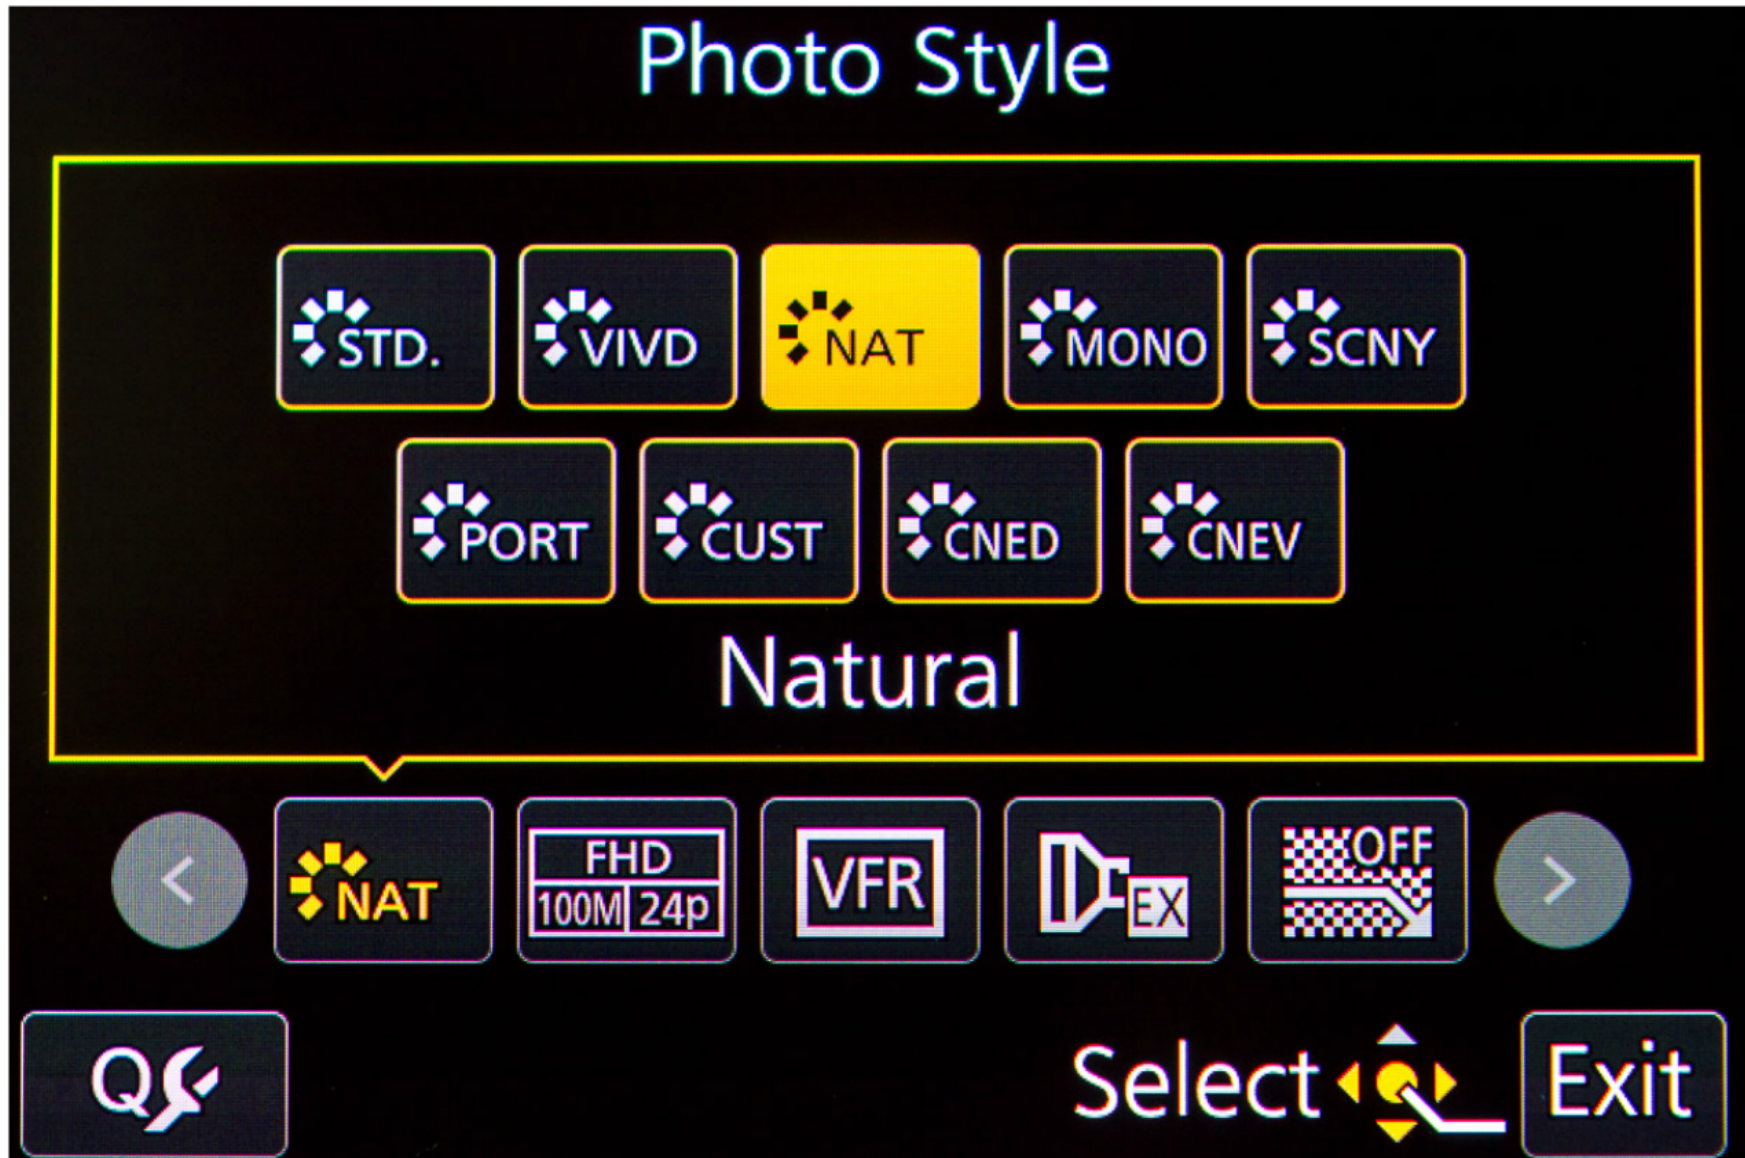 Photo Style
STD. VIVD NAT MONO SCNY
PORT CUST CNED CNEV
Natural
< NAT FHD 100M 24p VFR EX OFF >
Q Select Exit